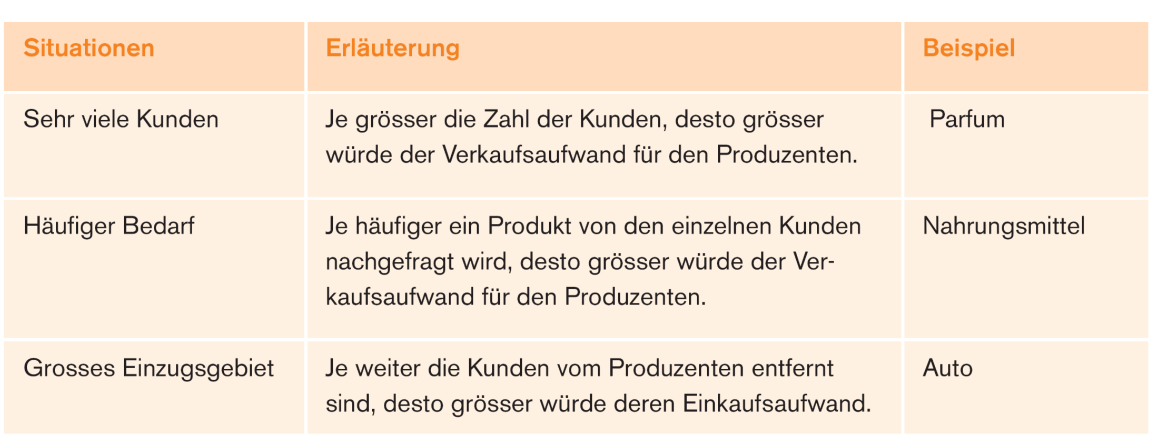 Situationen Erläuterung Beispiel
Sehr viele Kunden Je grösser die Zahl der Kunden, desto grösser Parfum
würde der Verkaufsaufwand für den Produzenten.
Häufiger Bedarf Je häufiger ein Produkt von den einzelnen Kunden Nahrungsmittel
nachgefragt wird, desto grösser würde der Ver-
kaufsaufwand für den Produzenten.
Grosses Einzugsgebiet Je weiter die Kunden vom Produzenten entfernt Auto
sind, desto grösser würde deren Einkaufsaufwand.